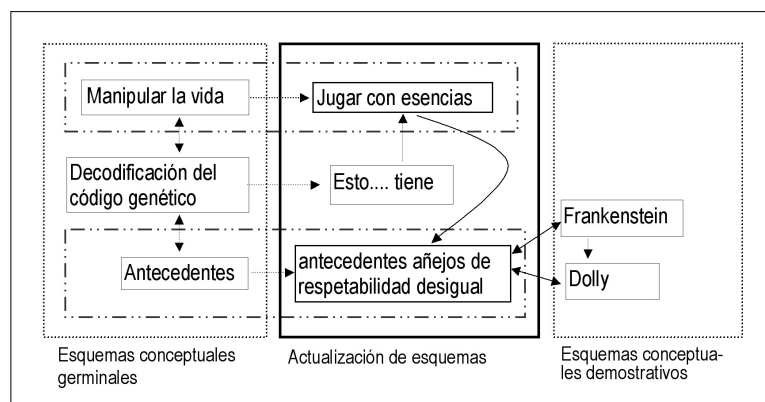 Manipular la vida
Jugar con esencias
Decodificación del
código genético
Esto.... tiene
Frankenstein
Antecedentes
antecedentes añejos de
respetabilidad desigual
Dolly
Esquemas conceptuales
germinales
Actualización de esquemas
Esquemas conceptua-
les demostrativos